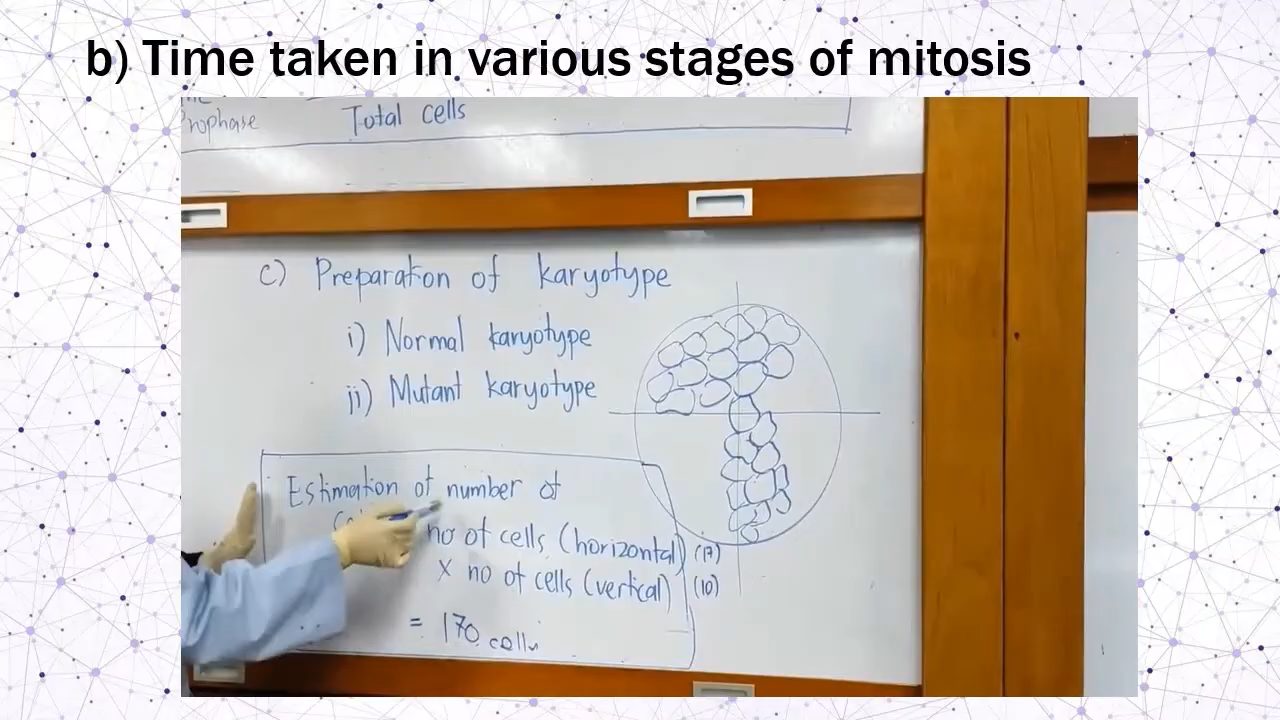 b) Time taken in various stages of mitosis
Prophase
Total cells
c) Preparation of karyotype
i) Normal karyotype
ii) Mutant karyotype
Estimation of number of
no of cells (horizontal) (17)
x no of cells (vertical) (10)
= 170 cells